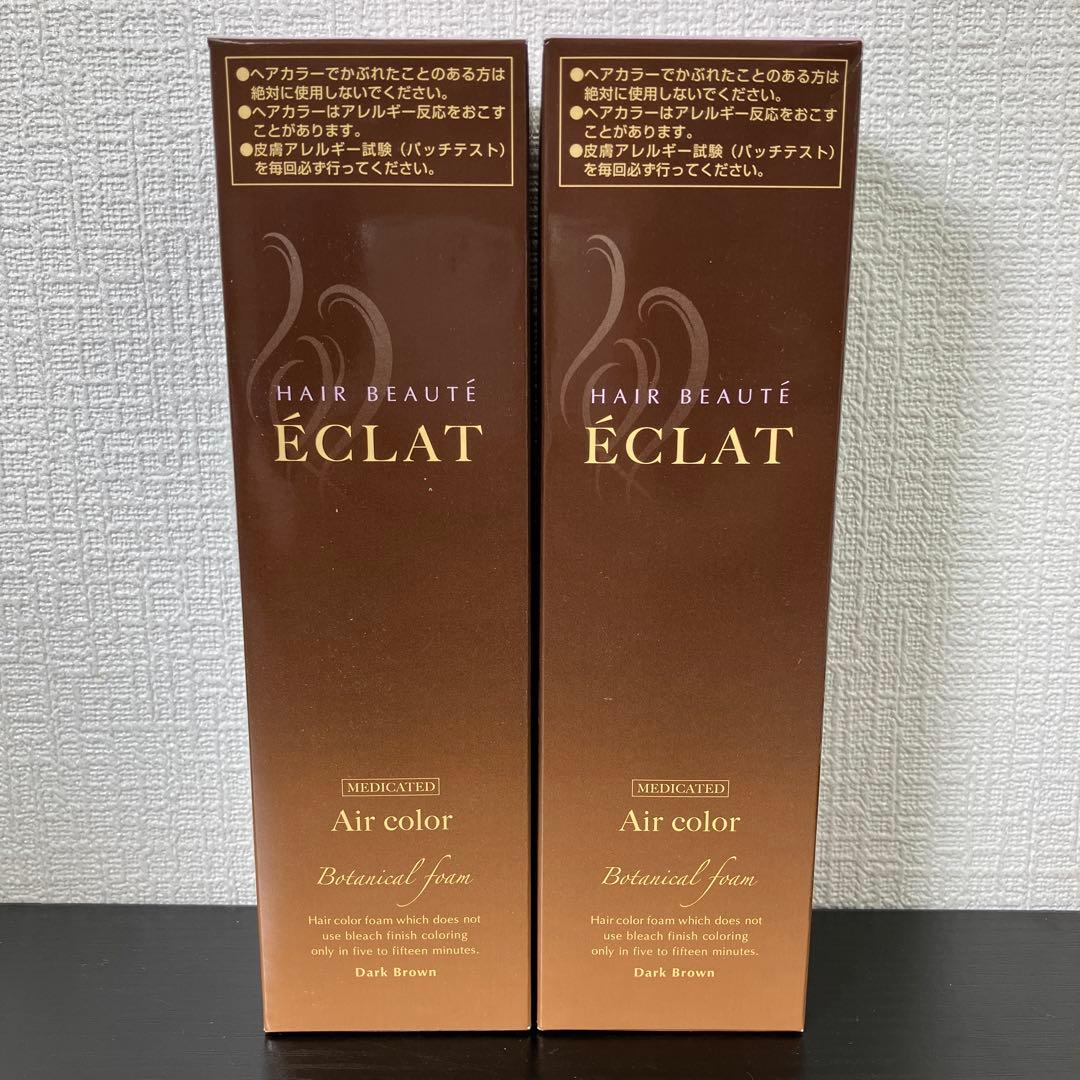 ●ヘアカラーでかぶれたことのある方は
絶対に使用しないでください。
●ヘアカラーはアレルギー反応をおこす
ことがあります。
●皮膚アレルギー試験（パッチテスト）
を毎回必ず行ってください。
HAIR BEAUTÉ
ÉCLAT
MEDICATED
Air color
Botanical foam
Hair color foam which does not
use bleach finish coloring
only in five to fifteen minutes.
Dark Brown
●ヘアカラーでかぶれたことのある方は
絶対に使用しないでください。
●ヘアカラーはアレルギー反応をおこす
ことがあります。
●皮膚アレルギー試験（パッチテスト）
を毎回必ず行ってください。
HAIR BEAUTÉ
ÉCLAT
MEDICATED
Air color
Botanical foam
Hair color foam which does not
use bleach finish coloring
only in five to fifteen minutes.
Dark Brown